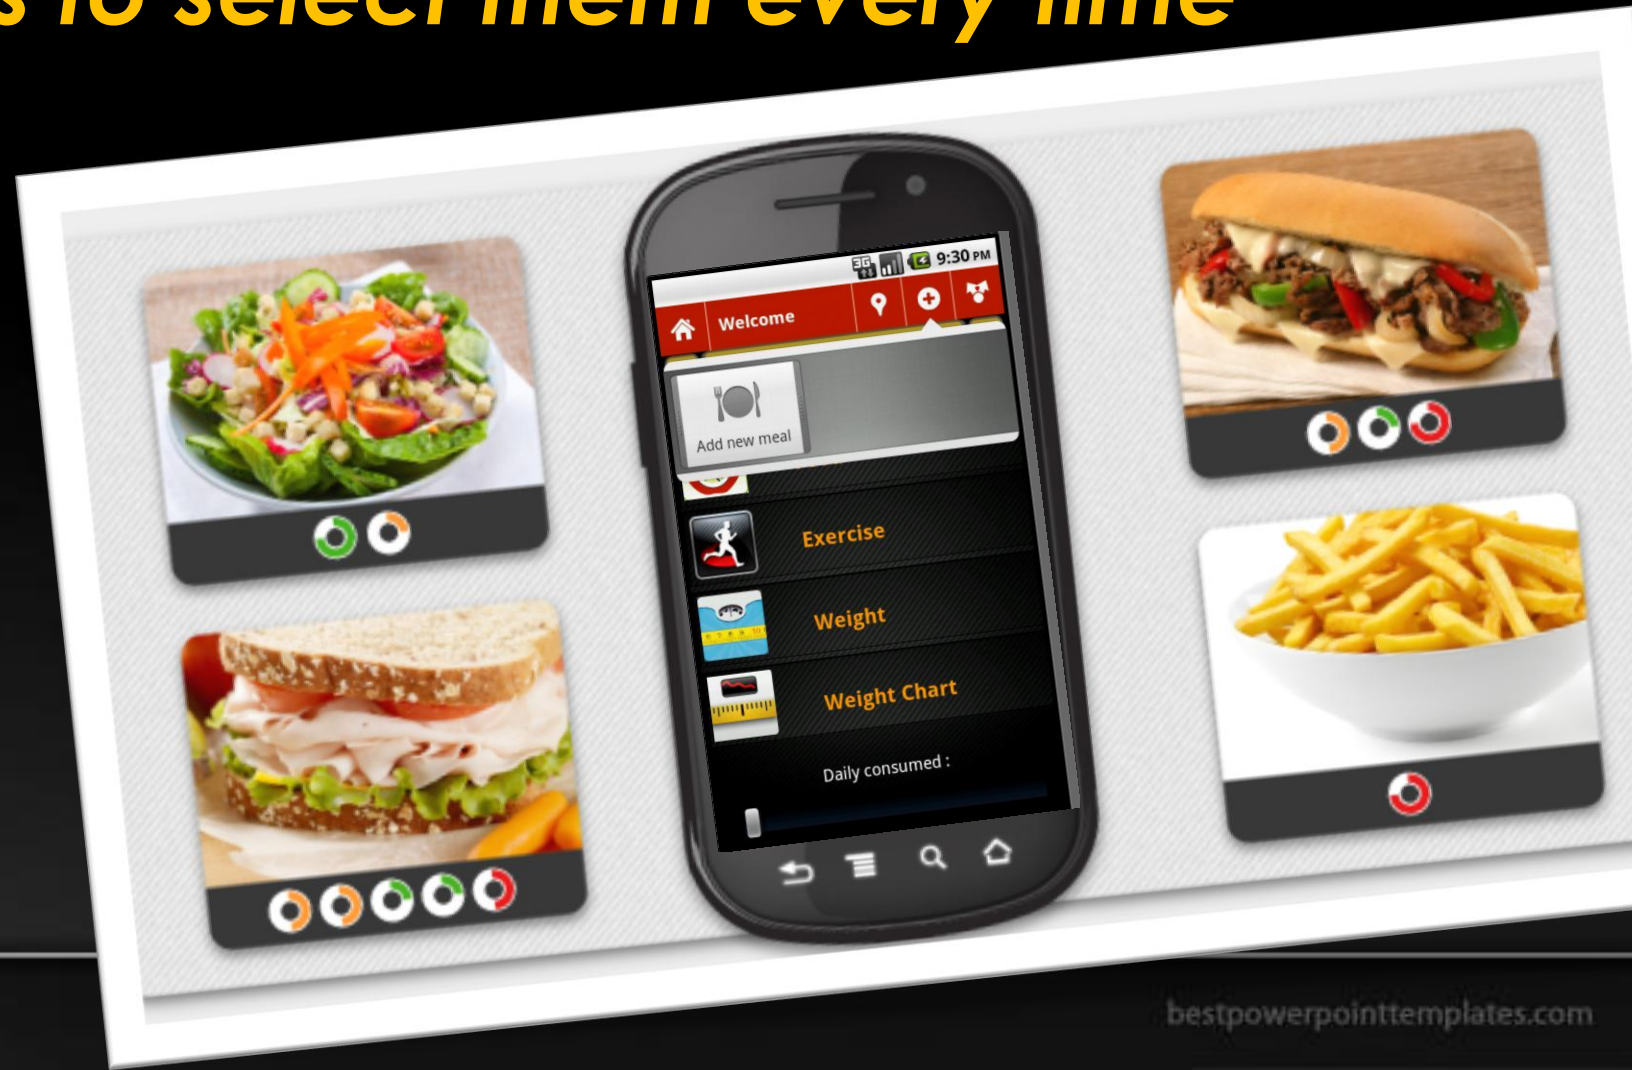 s to select them every time
3G 9:30 PM
Welcome
Add new meal
Exercise
Weight
Weight Chart
Daily consumed :
bestpowerpointtemplates.com